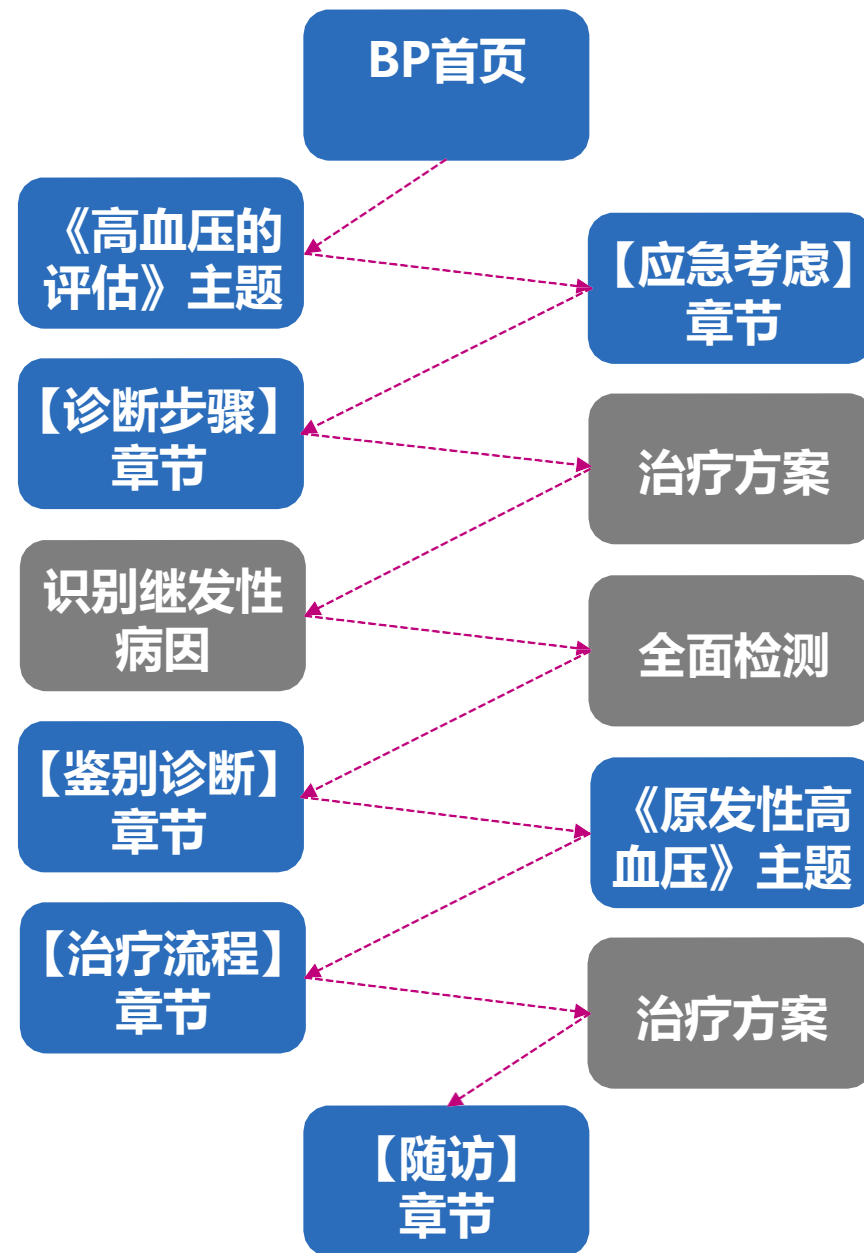 BP首页
《高血压的
评估》主题
【应急考虑】
章节
【诊断步骤】
章节
治疗方案
识别继发性
病因
全面检测
【鉴别诊断】
章节
《原发性高
血压》主题
【治疗流程】
章节
治疗方案
【随访】
章节